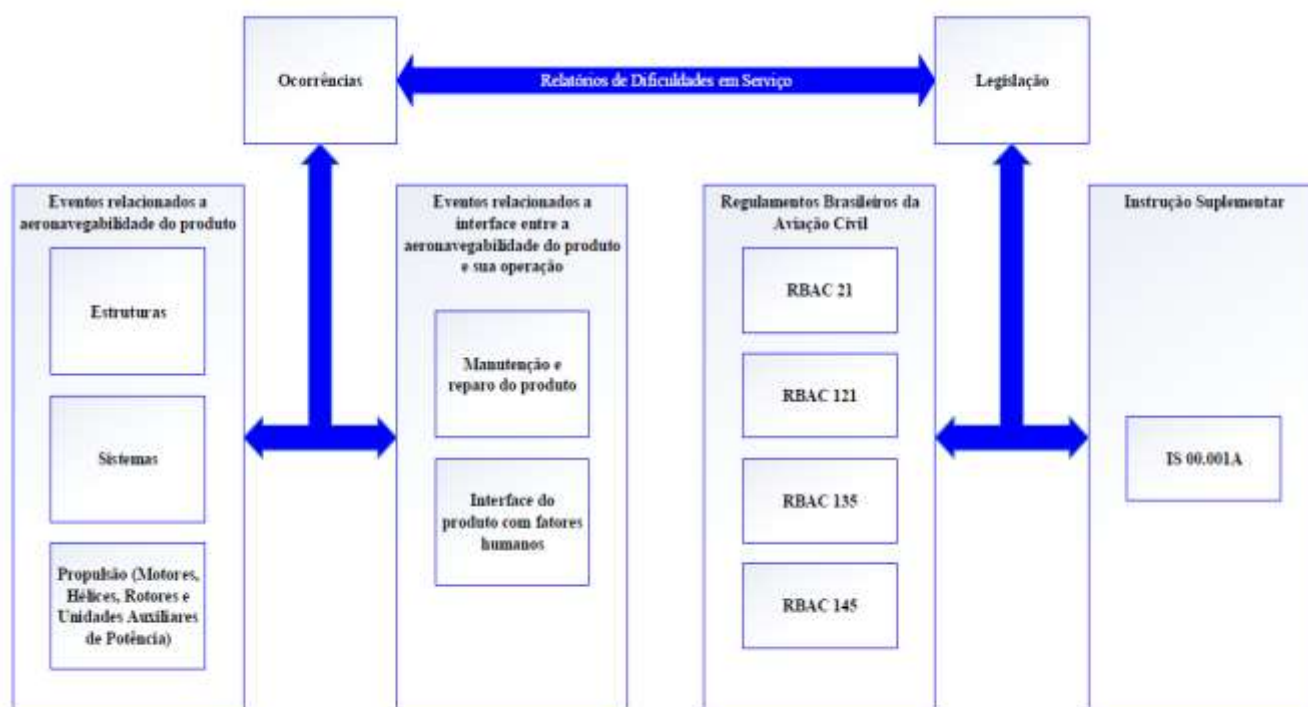 Ocorrências
Relatórios de Dificuldades em Serviço
Legislação
Eventos relacionados a
aeronavegabilidade do produto
Estruturas
Sistemas
Propulsão (Motores,
Hélices, Rotores e
Unidades Auxiliares
de Potência)
Eventos relacionados a
interface entre a
aeronavegabilidade do produto
e sua operação
Manutenção e
reparo do produto
Interface do
produto com fatores
humanos
Regulamentos Brasileiros da
Aviação Civil
RBAC 21
RBAC 121
RBAC 135
RBAC 145
Instrução Suplementar
IS 00.001A